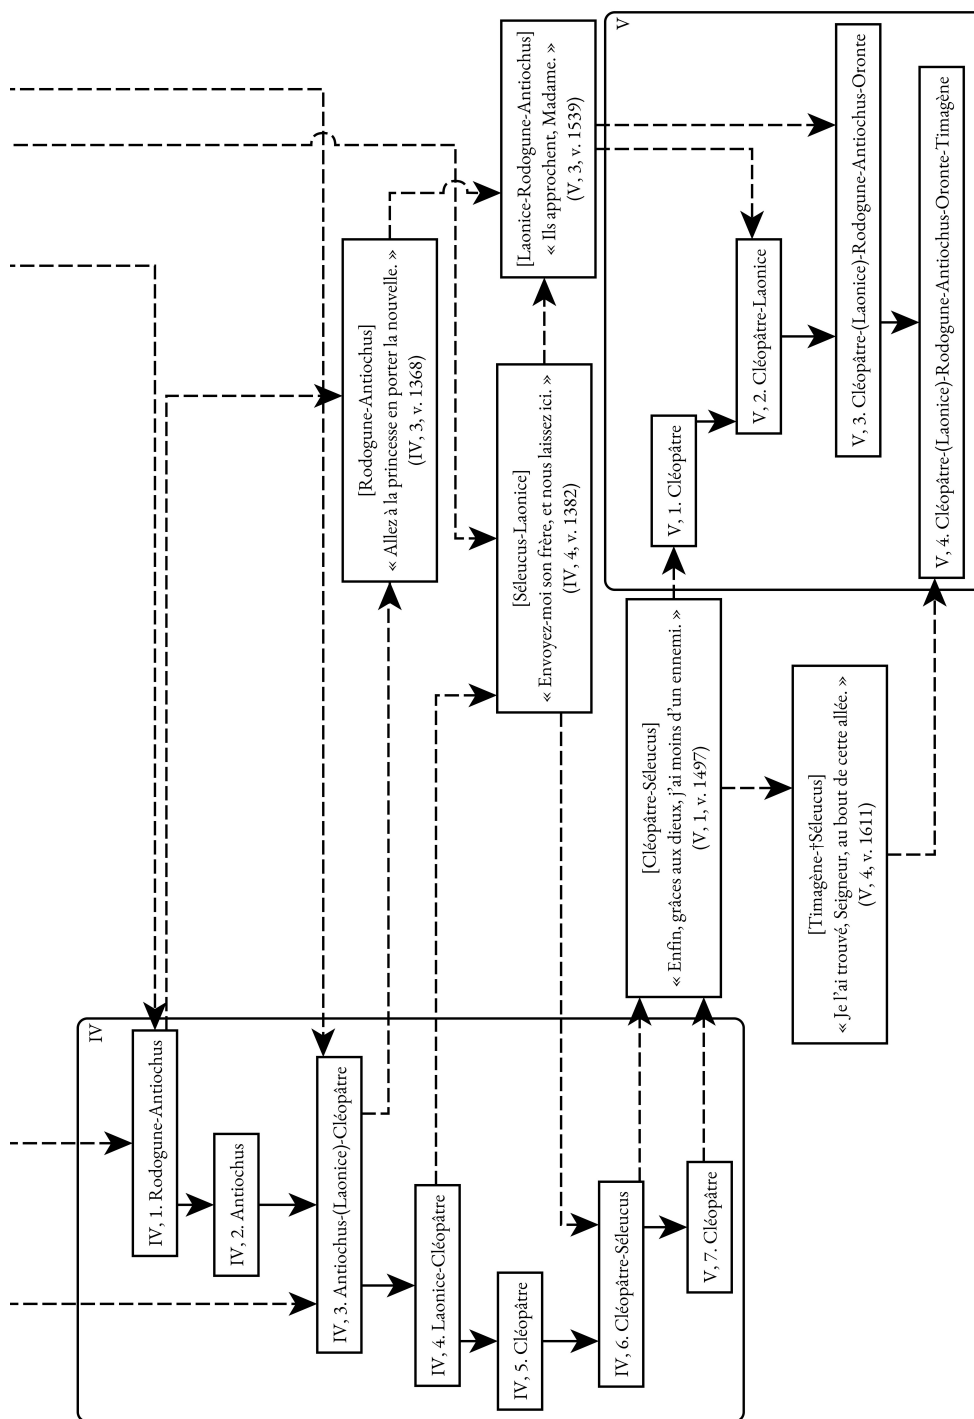 IV
IV, 1. Rodogune-Antiochus
IV, 2. Antiochus
IV, 3. Antiochus-(Laonice)-Cléopâtre
IV, 4. Laonice-Cléopâtre
IV, 5. Cléopâtre
IV, 6. Cléopâtre-Séleucus
V, 7. Cléopâtre
[Rodogune-Antiochus]
« Allez à la princesse en porter la nouvelle. »
(IV, 3, v. 1368)
[Séleucus-Laonice]
« Envoyez-moi son frère, et nous laissez ici. »
(IV, 4, v. 1382)
[Laonice-Rodogune-Antiochus]
« Ils approchent, Madame. »
(V, 3, v. 1539)
[Cléopâtre-Séleucus]
« Enfin, grâces aux dieux, j’ai moins d’un ennemi. »
(V, 1, v. 1497)
[Timagène-†Séleucus]
« Je l’ai trouvé, Seigneur, au bout de cette allée. »
(V, 4, v. 1611)
V
V, 1. Cléopâtre
V, 2. Cléopâtre-Laonice
V, 3. Cléopâtre-(Laonice)-Rodogune-Antiochus-Oronte
V, 4. Cléopâtre-(Laonice)-Rodogune-Antiochus-Oronte-Timagène